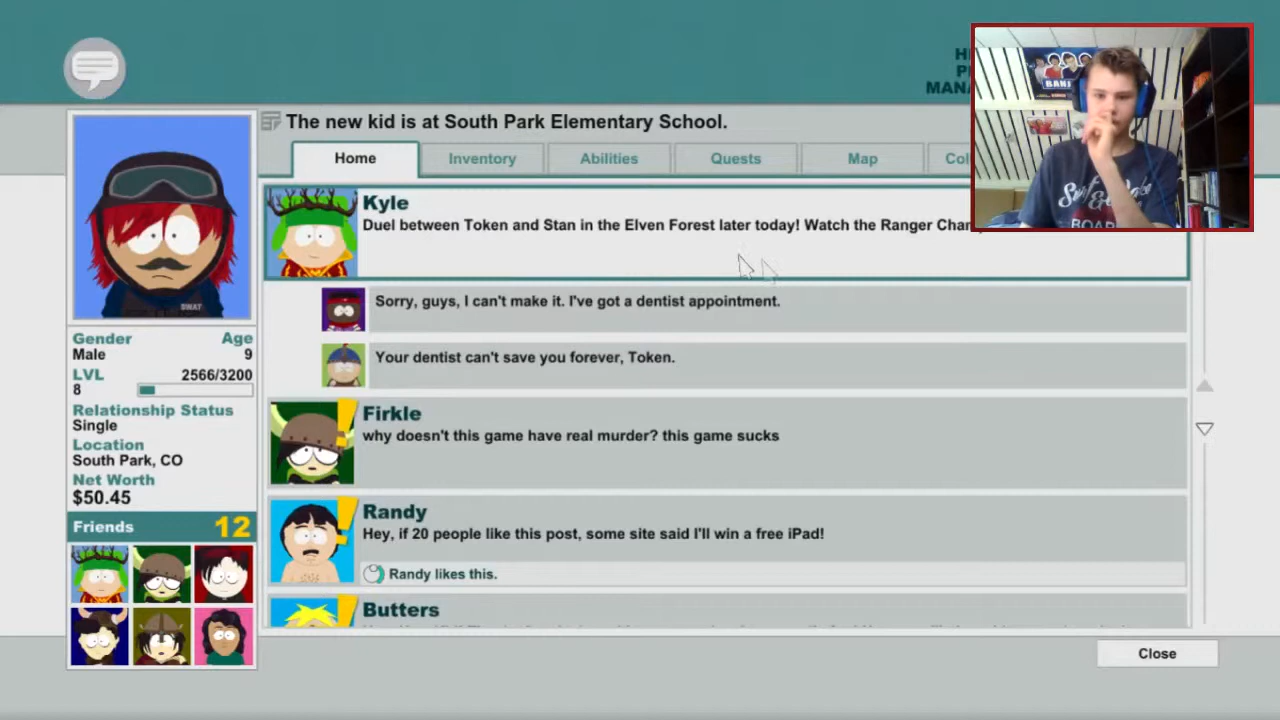 H
P
MANA
The new kid is at South Park Elementary School.
Home
Inventory
Abilities
Quests
Map
Col
Kyle
Duel between Token and Stan in the Elven Forest later today! Watch the Ranger Cham
Sorry, guys, I can't make it. I've got a dentist appointment.
Your dentist can't save you forever, Token.
Firkle
why doesn't this game have real murder? this game sucks
Randy
Hey, if 20 people like this post, some site said I'll win a free iPad!
Randy likes this.
Butters
SWAT
Gender
Age
Male
9
LVL
2566/3200
8
Relationship Status
Single
Location
South Park, CO
Net Worth
$50.45
Friends
12
Close